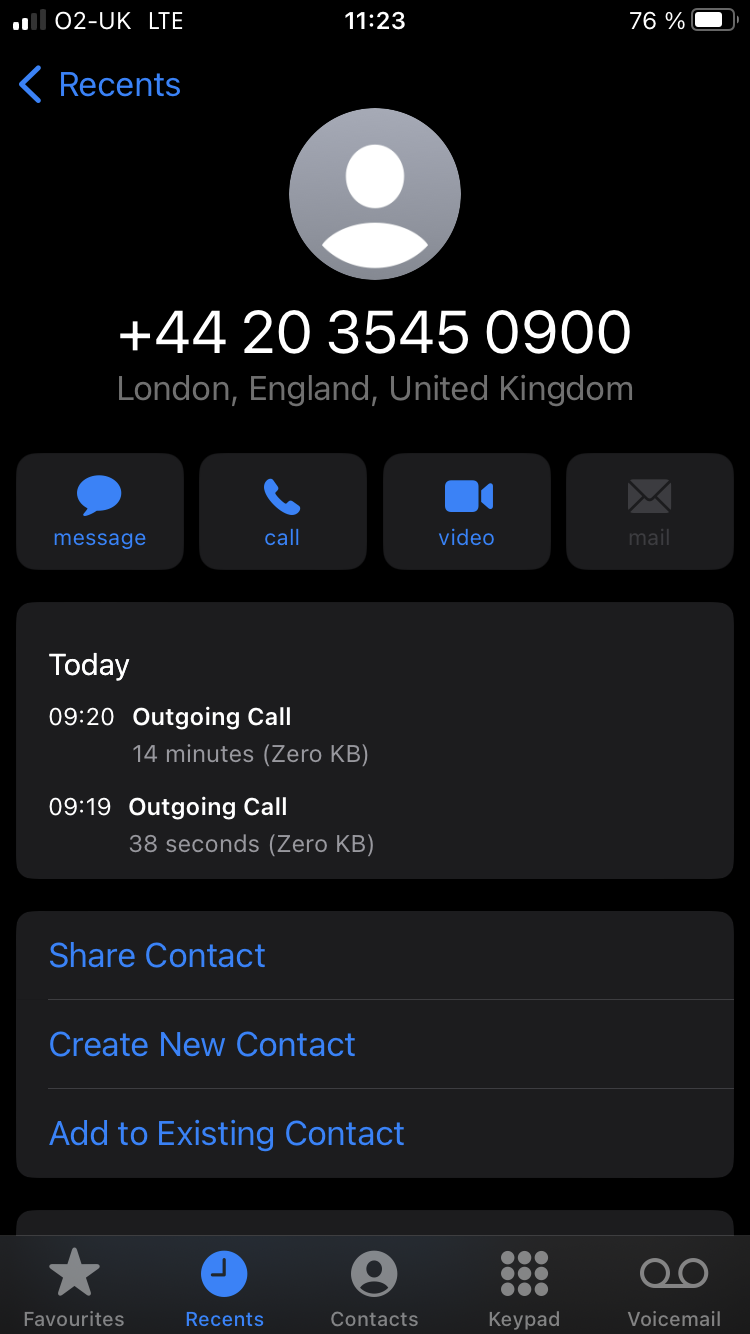 O2-UK LTE 11:23 76 %
Recents
+44 20 3545 0900
London, England, United Kingdom
message call video mail
Today
09:20 Outgoing Call
14 minutes (Zero KB)
09:19 Outgoing Call
38 seconds (Zero KB)
Share Contact
Create New Contact
Add to Existing Contact
Favourites Recents Contacts Keypad Voicemail